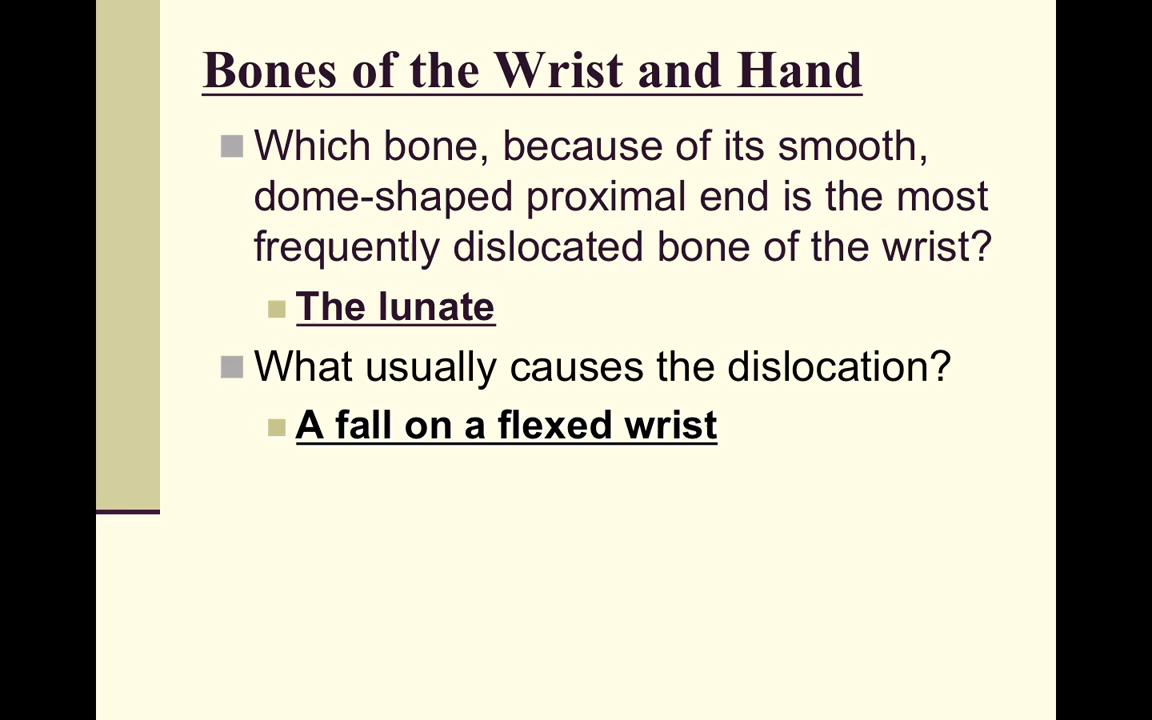 Bones of the Wrist and Hand
Which bone, because of its smooth,
dome-shaped proximal end is the most
frequently dislocated bone of the wrist?
The lunate
What usually causes the dislocation?
A fall on a flexed wrist